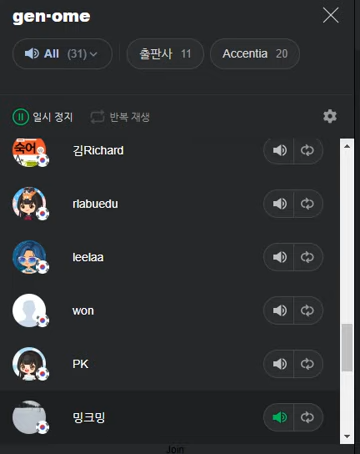 gen·ome
All (31)
출판사 11
Accentia 20
일시 정지
반복 재생
숙어
김Richard
rlabuedu
leelaa
won
PK
밍크밍
Join